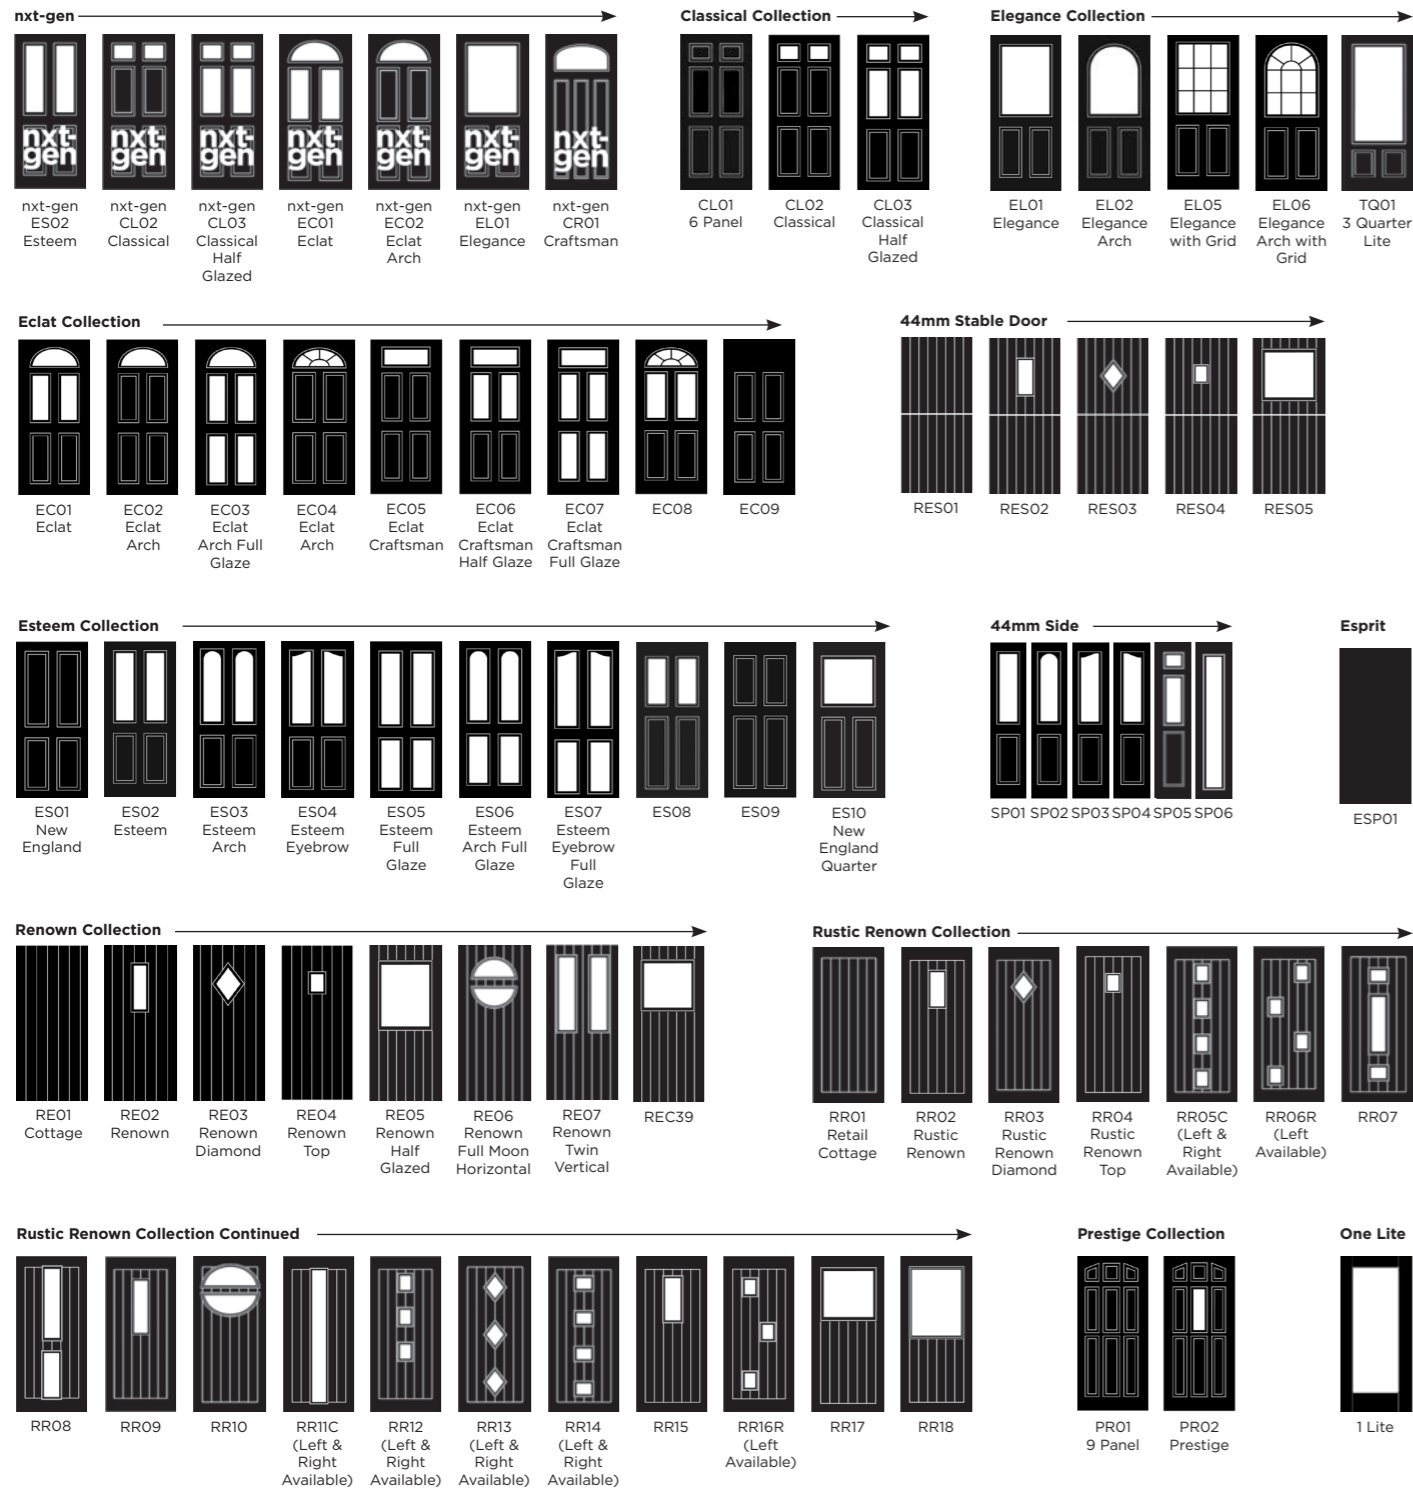 nxt-gen
Classical Collection
Elegance Collection
nxt-
gen
nxt-
gen
nxt-
gen
nxt-
gen
nxt-
gen
nxt-
gen
nxt-
gen
nxt-gen
ES02
Esteem
nxt-gen
CL02
Classical
nxt-gen
CL03
Classical
Half
Glazed
nxt-gen
EC01
Eclat
nxt-gen
EC02
Eclat
Arch
nxt-gen
EL01
Elegance
nxt-gen
CR01
Craftsman
CL01
6 Panel
CL02
Classical
CL03
Classical
Half
Glazed
EL01
Elegance
EL02
Elegance
Arch
EL05
Elegance
with Grid
EL06
Elegance
Arch with
Grid
TQ01
3 Quarter
Lite
Eclat Collection
44mm Stable Door
EC01
Eclat
EC02
Eclat
Arch
EC03
Eclat
Arch Full
Glaze
EC04
Eclat
Arch
EC05
Eclat
Craftsman
EC06
Eclat
Craftsman
Half Glaze
EC07
Eclat
Craftsman
Full Glaze
EC08
EC09
RES01
RES02
RES03
RES04
RES05
Esteem Collection
44mm Side
Esprit
ES01
New
England
ES02
Esteem
ES03
Esteem
Arch
ES04
Esteem
Eyebrow
ES05
Esteem
Full
Glaze
ES06
Esteem
Arch Full
Glaze
ES07
Esteem
Eyebrow
Full
Glaze
ES08
ES09
ES10
New
England
Quarter
SP01 SP02 SP03 SP04 SP05 SP06
ESP01
Renown Collection
Rustic Renown Collection
RE01
Cottage
RE02
Renown
RE03
Renown
Diamond
RE04
Renown
Top
RE05
Renown
Half
Glazed
RE06
Renown
Full Moon
Horizontal
RE07
Renown
Twin
Vertical
REC39
RR01
Retail
Cottage
RR02
Rustic
Renown
RR03
Rustic
Renown
Diamond
RR04
Rustic
Renown
Top
RR05C
(Left &
Right
Available)
RR06R
(Left
Available)
RR07
Rustic Renown Collection Continued
Prestige Collection
One Lite
RR08
RR09
RR10
RR11C
(Left &
Right
Available)
RR12
(Left &
Right
Available)
RR13
(Left &
Right
Available)
RR14
(Left &
Right
Available)
RR15
RR16R
(Left
Available)
RR17
RR18
PR01
9 Panel
PR02
Prestige
1 Lite